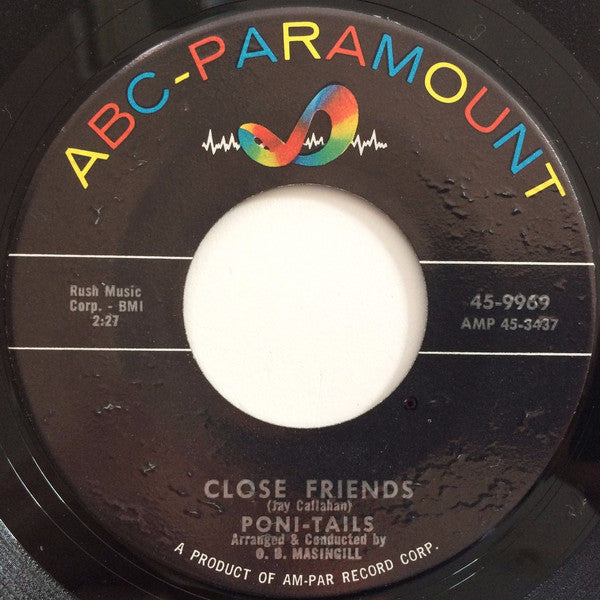 ABC-PARAMOUNT
Rush Music
Corp. - BMI
2:27
45-9969
AMP 45-3437
CLOSE FRIENDS
(Jay Callahan)
PONI-TAILS
Arranged & Conducted by
O. B. MASINGILL
A PRODUCT OF AM-PAR RECORD CORP.